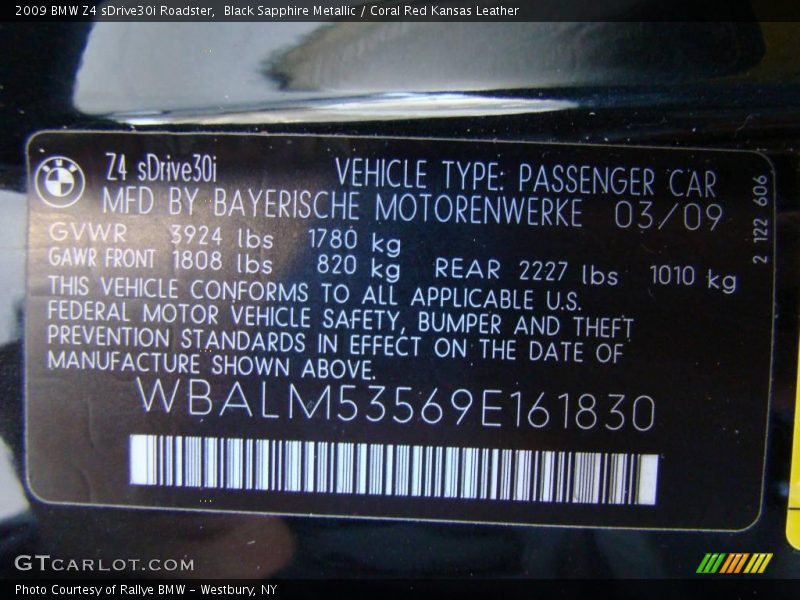 2009 BMW Z4 sDrive30i Roadster, Black Sapphire Metallic / Coral Red Kansas Leather
Z4 sDrive30i VEHICLE TYPE: PASSENGER CAR
MFD BY BAYERISCHE MOTORENWERKE 03/09
GVWR 3924 lbs 1780 kg
GAWR FRONT 1808 lbs 820 kg REAR 2227 lbs 1010 kg
THIS VEHICLE CONFORMS TO ALL APPLICABLE U.S.
FEDERAL MOTOR VEHICLE SAFETY, BUMPER AND THEFT
PREVENTION STANDARDS IN EFFECT ON THE DATE OF
MANUFACTURE SHOWN ABOVE.
WBALM53569E161830
2 122 606
GTCARLOT.COM
Photo Courtesy of Rallye BMW - Westbury, NY